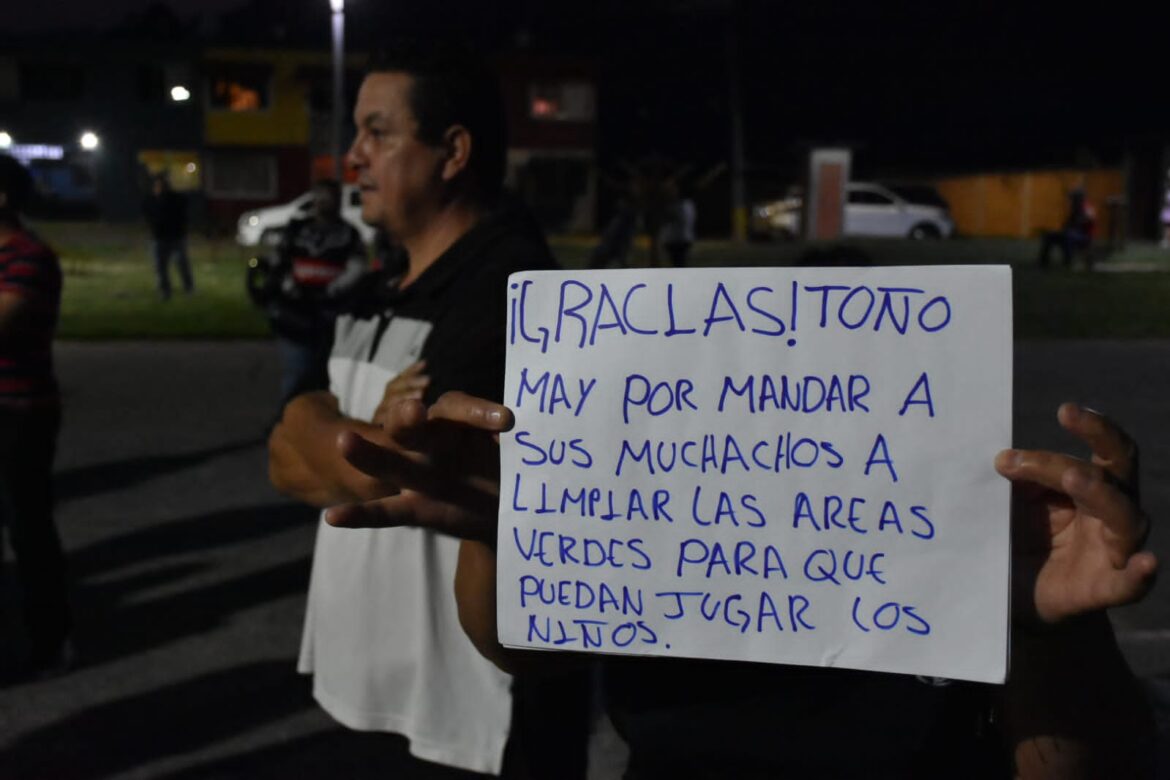 ¡GRACIAS! TOÑO
MAY POR MANDAR A
SUS MUCHACHOS A
LIMPIAR LAS AREAS
VERDES PARA QUE
PUEDAN JUGAR LOS
NIÑOS.